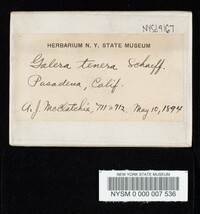 NYSf9167
HERBARIUM N. Y. STATE MUSEUM
Galera tenera Schaeff.
Pasadena, Calif.
A. J. McClatchie, 711 & 712, May 10, 1894
NEW YORK STATE MUSEUM
NYSM 0 000 007 536